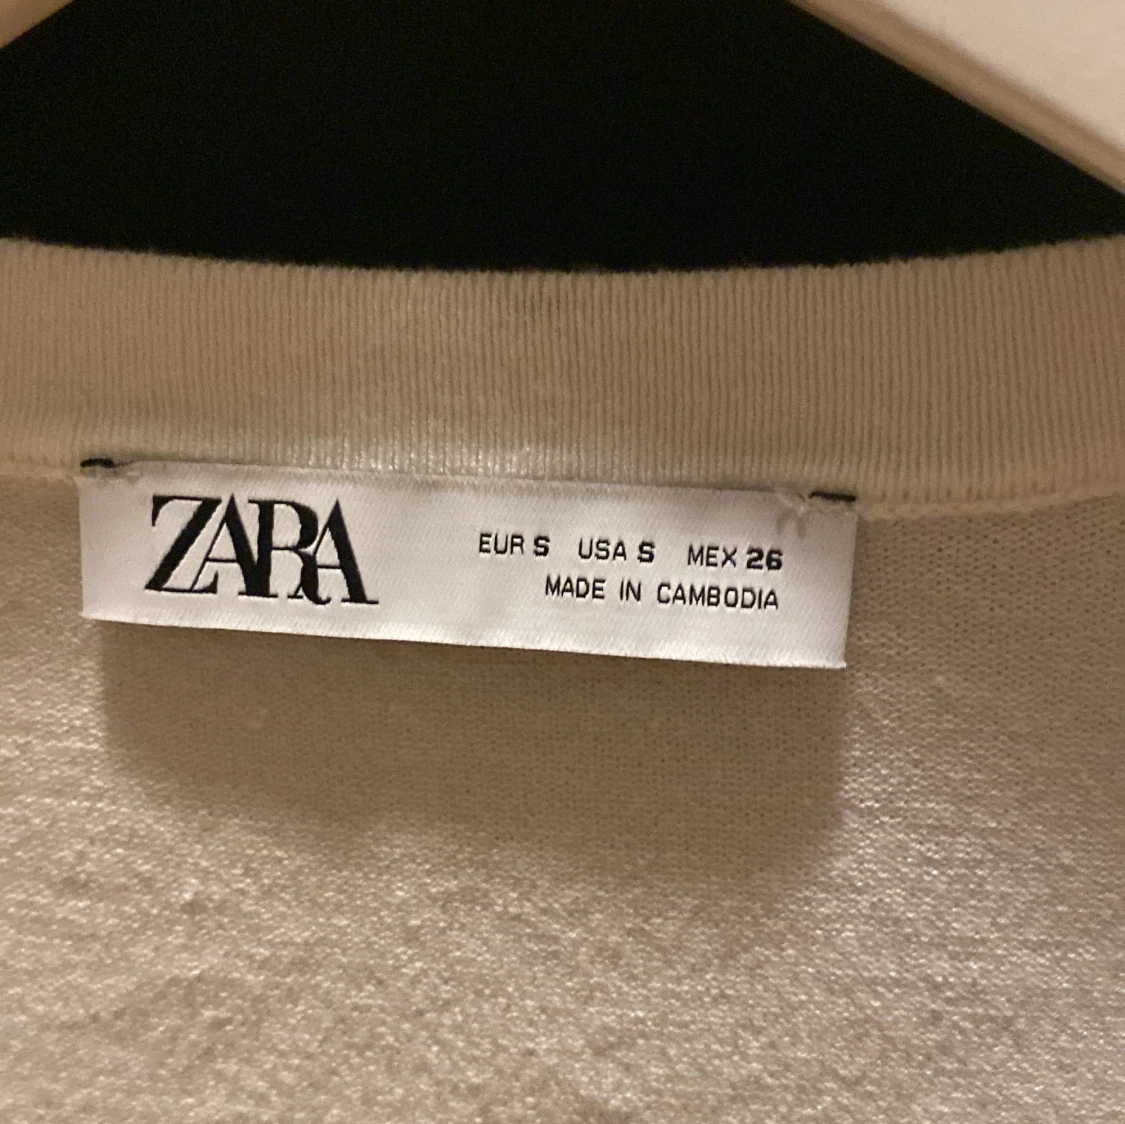 ZARA
EUR S USA S MEX 26
MADE IN CAMBODIA